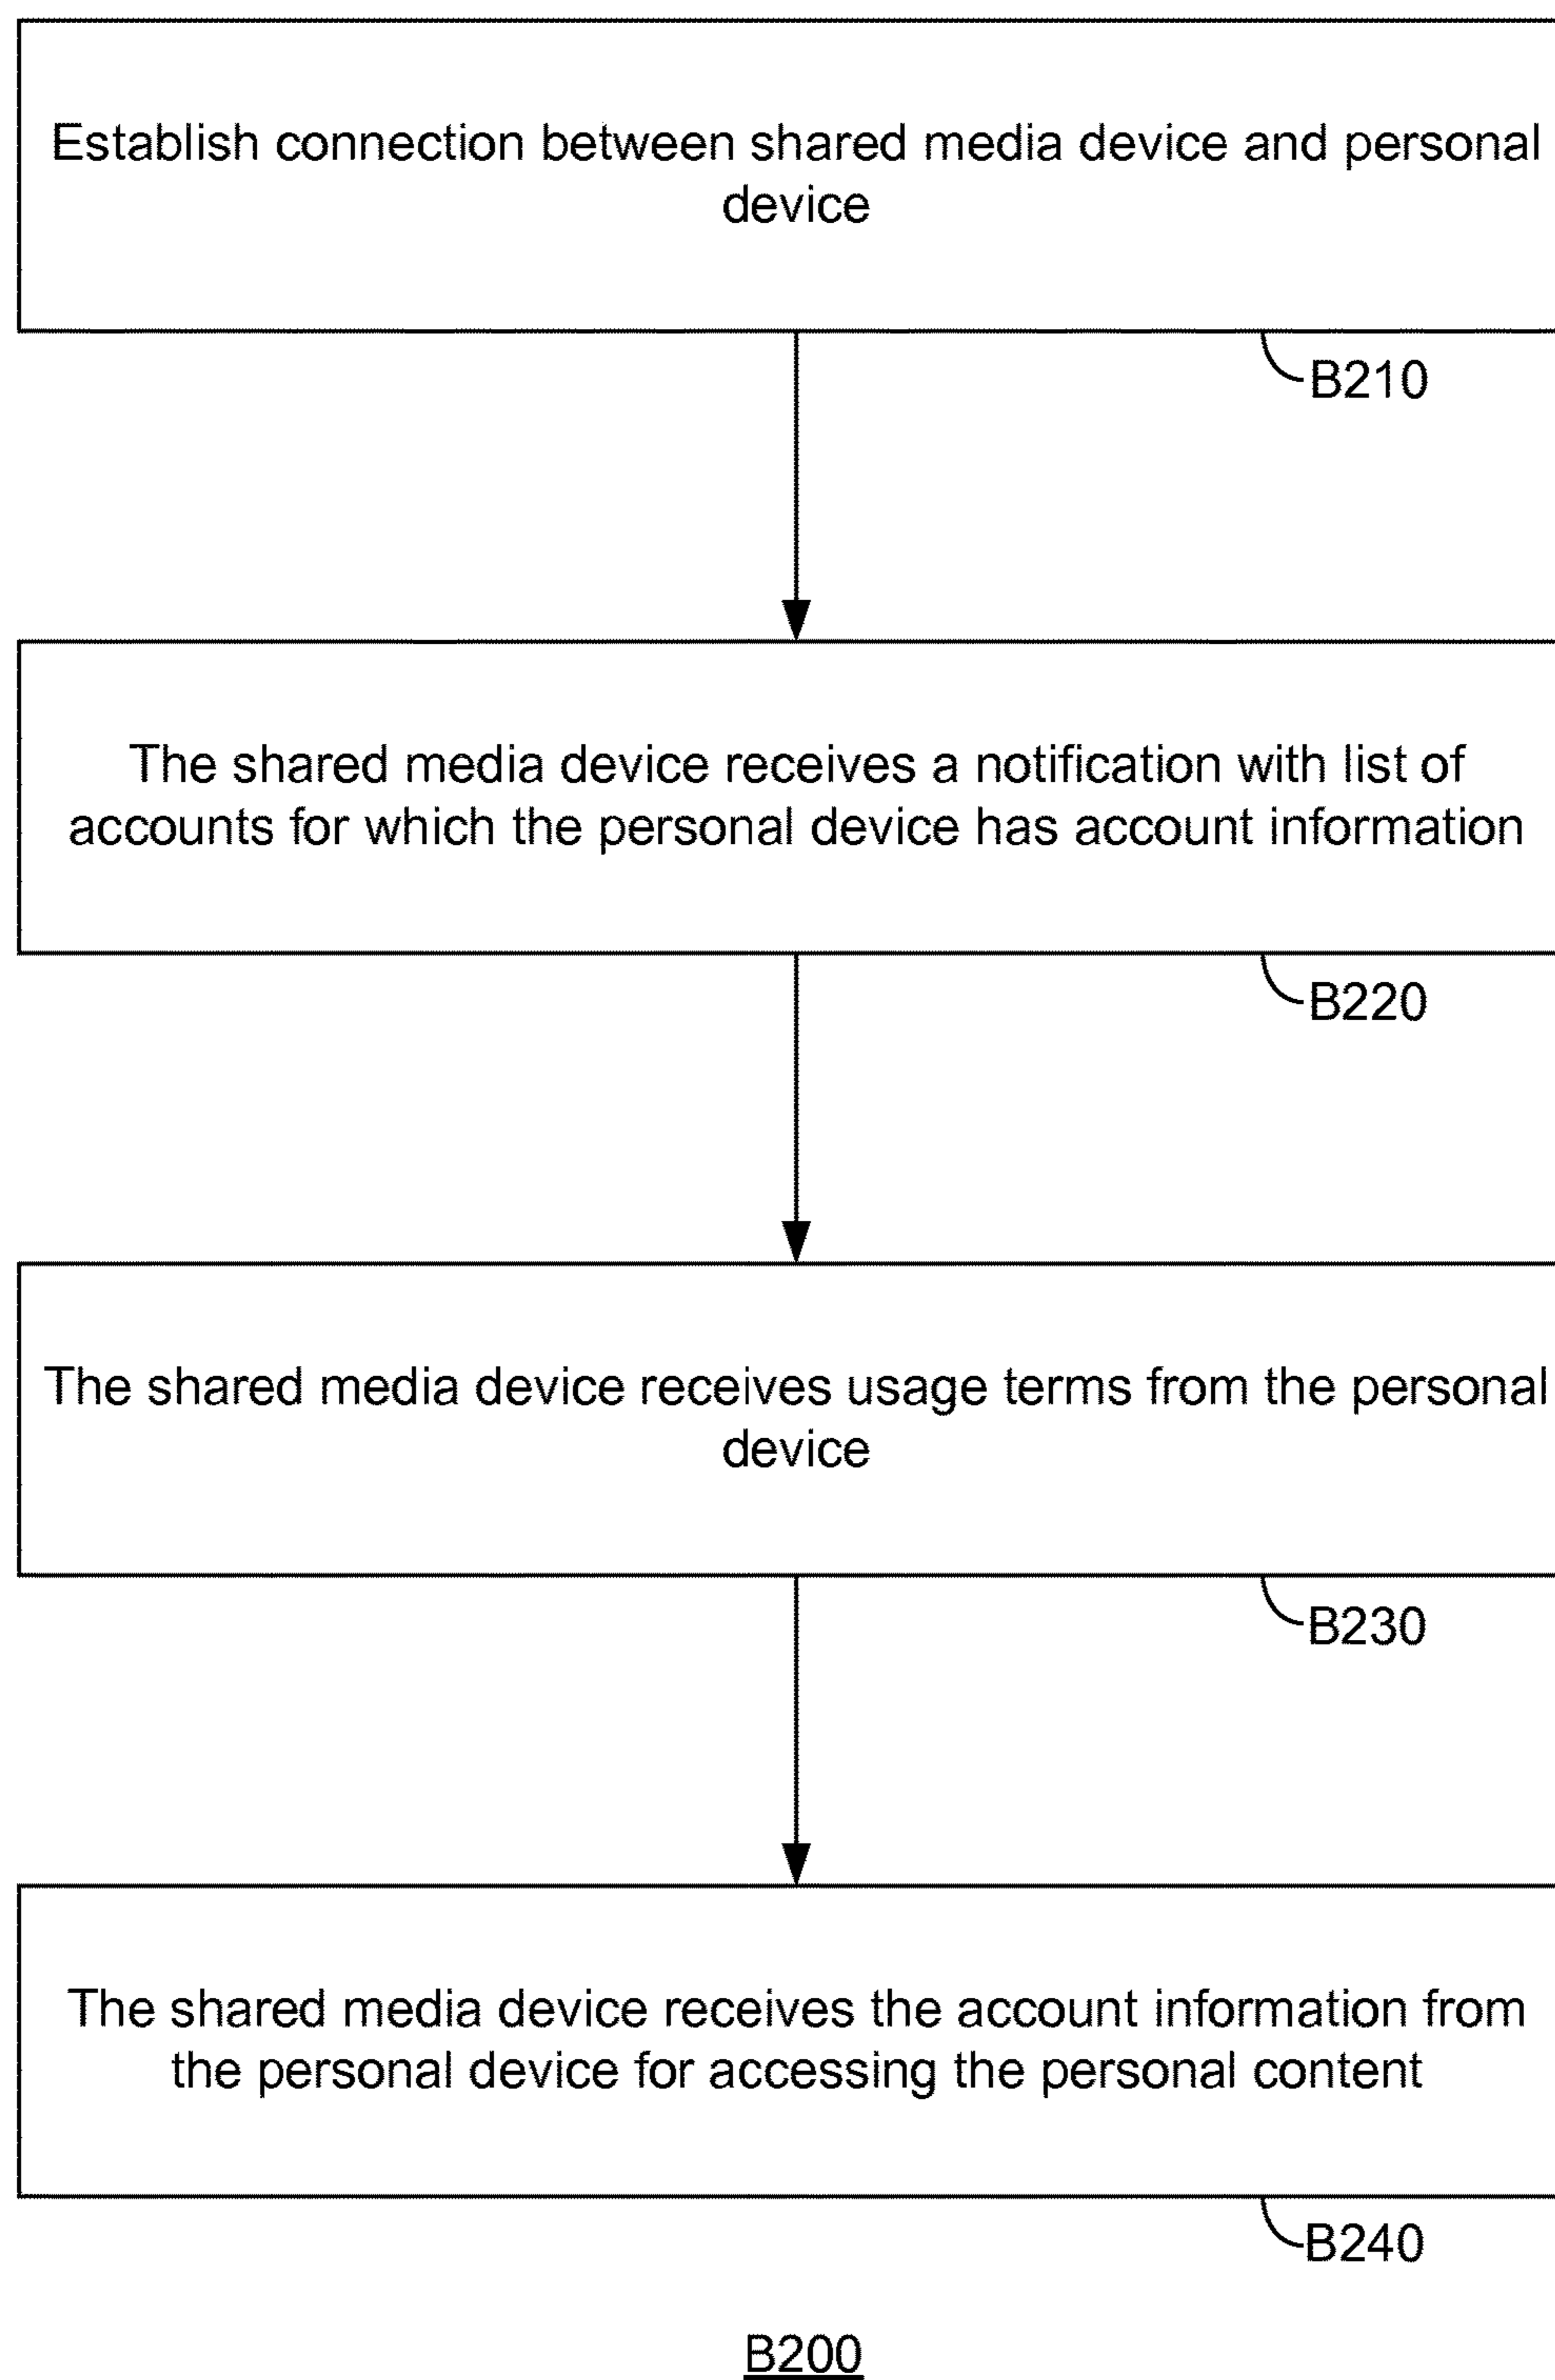 Establish connection between shared media device and personal
device
B210
The shared media device receives a notification with list of
accounts for which the personal device has account information
B220
The shared media device receives usage terms from the personal
device
B230
The shared media device receives the account information from
the personal device for accessing the personal content
B240
B200